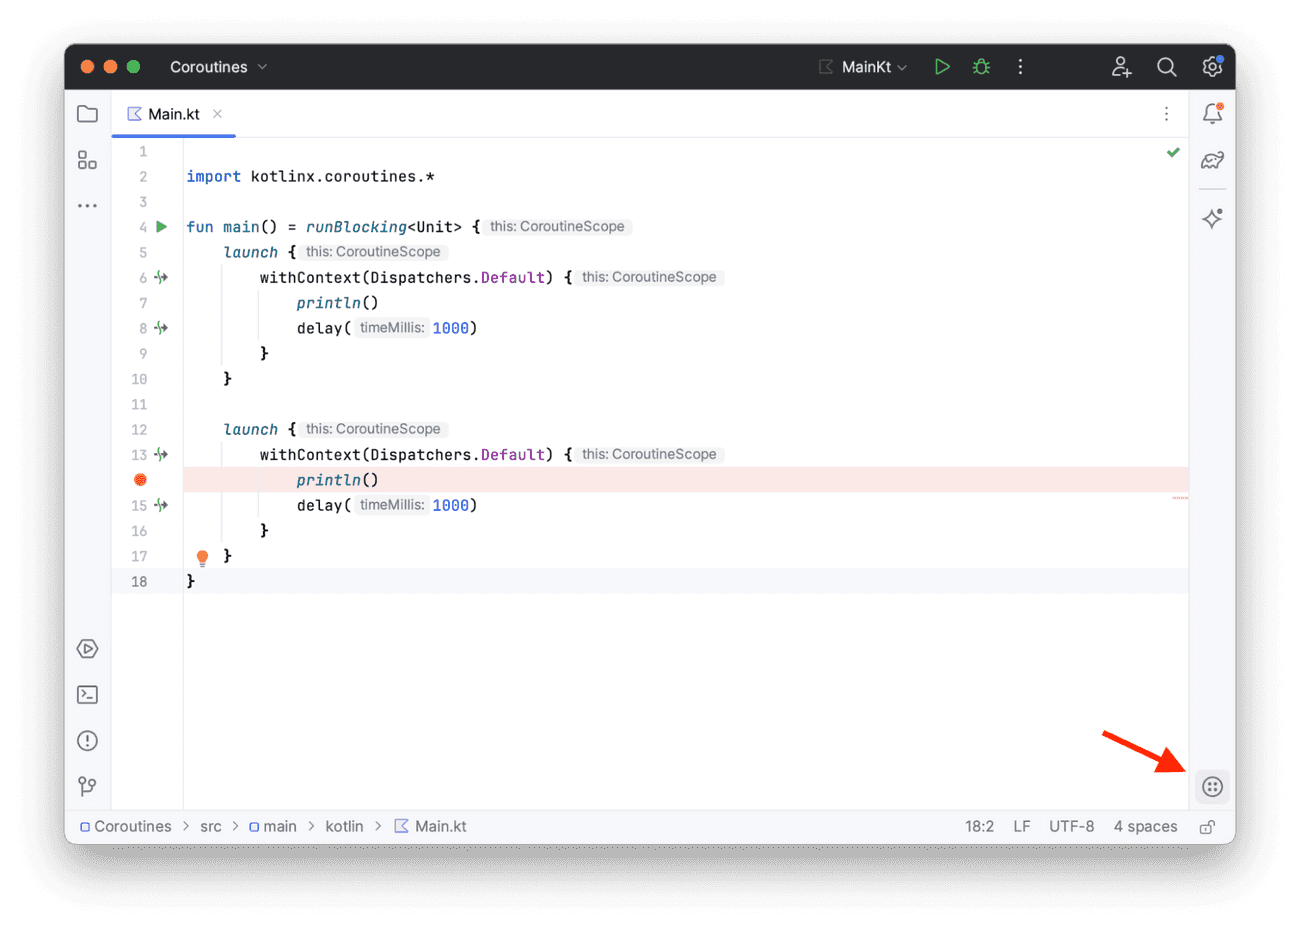 Coroutines
MainKt
Main.kt
1
2 import kotlinx.coroutines.*
3
4 fun main() = runBlocking<Unit> { this: CoroutineScope
5 launch { this: CoroutineScope
6 withContext(Dispatchers.Default) { this: CoroutineScope
7 println()
8 delay( timeMillis: 1000)
9 }
10 }
11
12 launch { this: CoroutineScope
13 withContext(Dispatchers.Default) { this: CoroutineScope
println()
15 delay( timeMillis: 1000)
16 }
17 }
18 }
Coroutines > src > main > kotlin > Main.kt 18:2 LF UTF-8 4 spaces